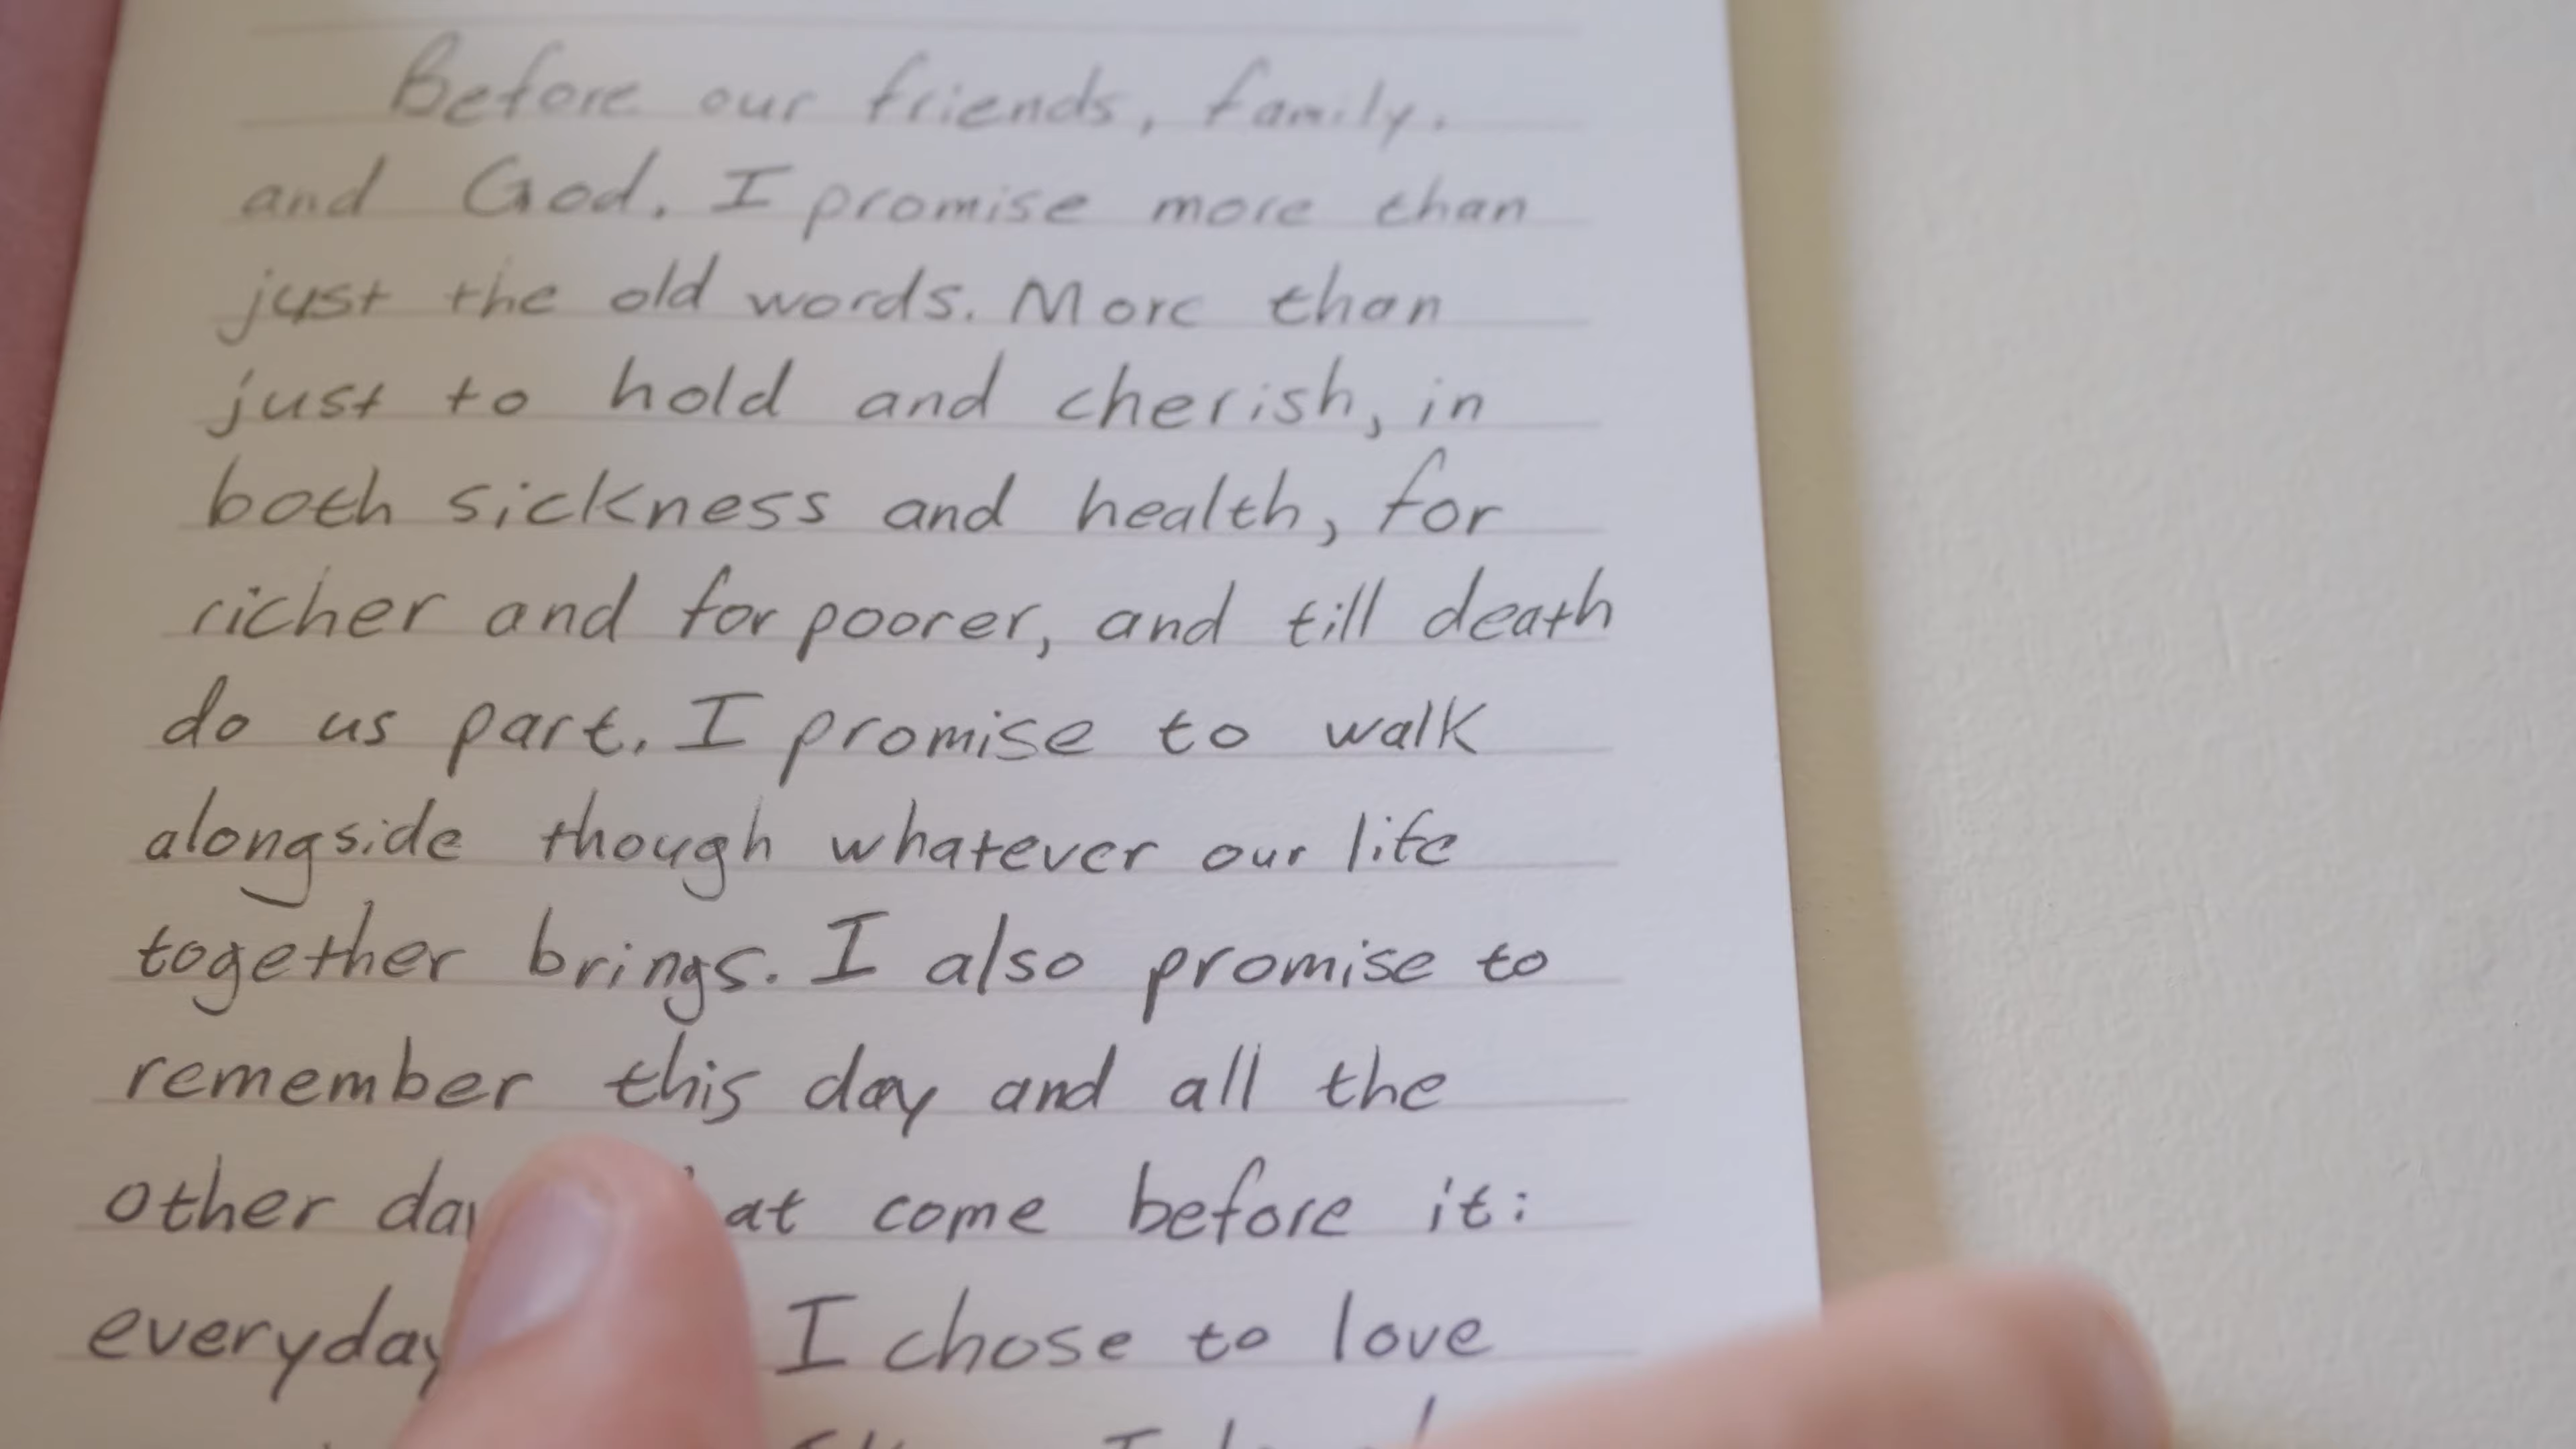 Before our friends, family,
and God. I promise more than
just the old words. More than
just to hold and cherish, in
both sickness and health, for
richer and for poorer, and till death
do us part. I promise to walk
alongside though whatever our life
together brings. I also promise to
remember this day and all the
other come before it:
everyday I chose to love